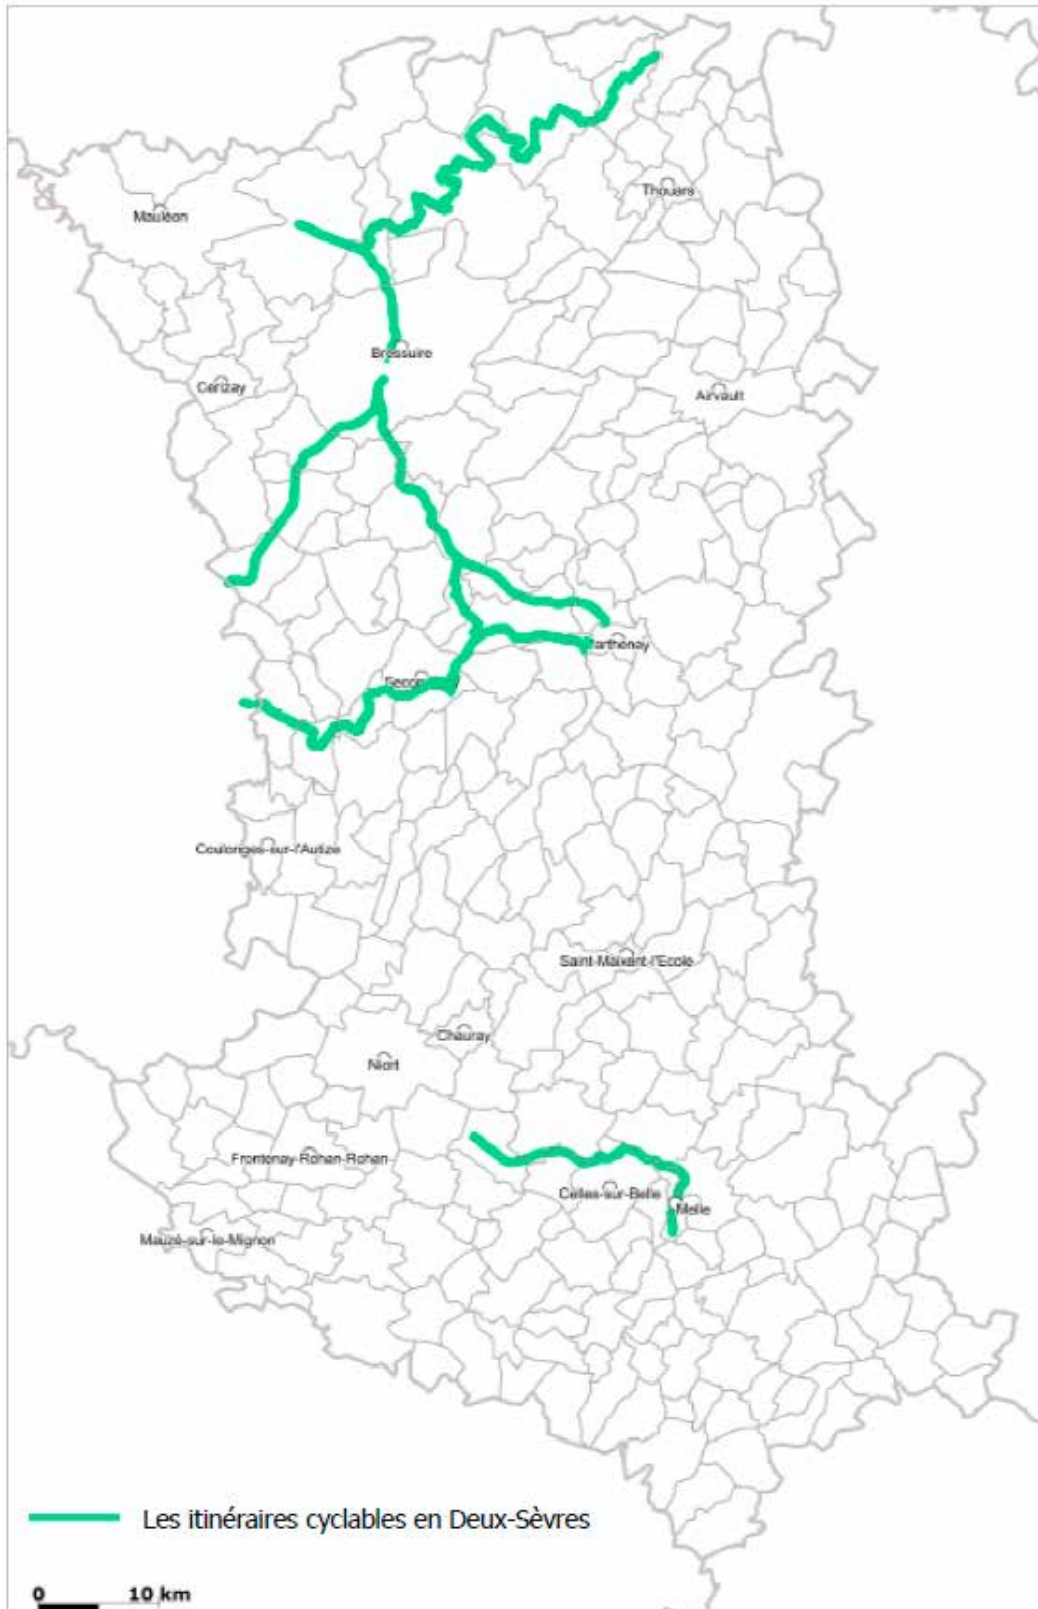 Thouars
Mauléon
Bressuire
Cerizay
Airvault
Parthenay
Coulonges-sur-l'Autize
Saint-Maixent-l'Ecole
Chauray
Niort
Frontenay-Rohan-Rohan
Celles-sur-Belle
Melle
Mauzé-sur-le-Mignon
Les itinéraires cyclables en Deux-Sèvres
0 10 km